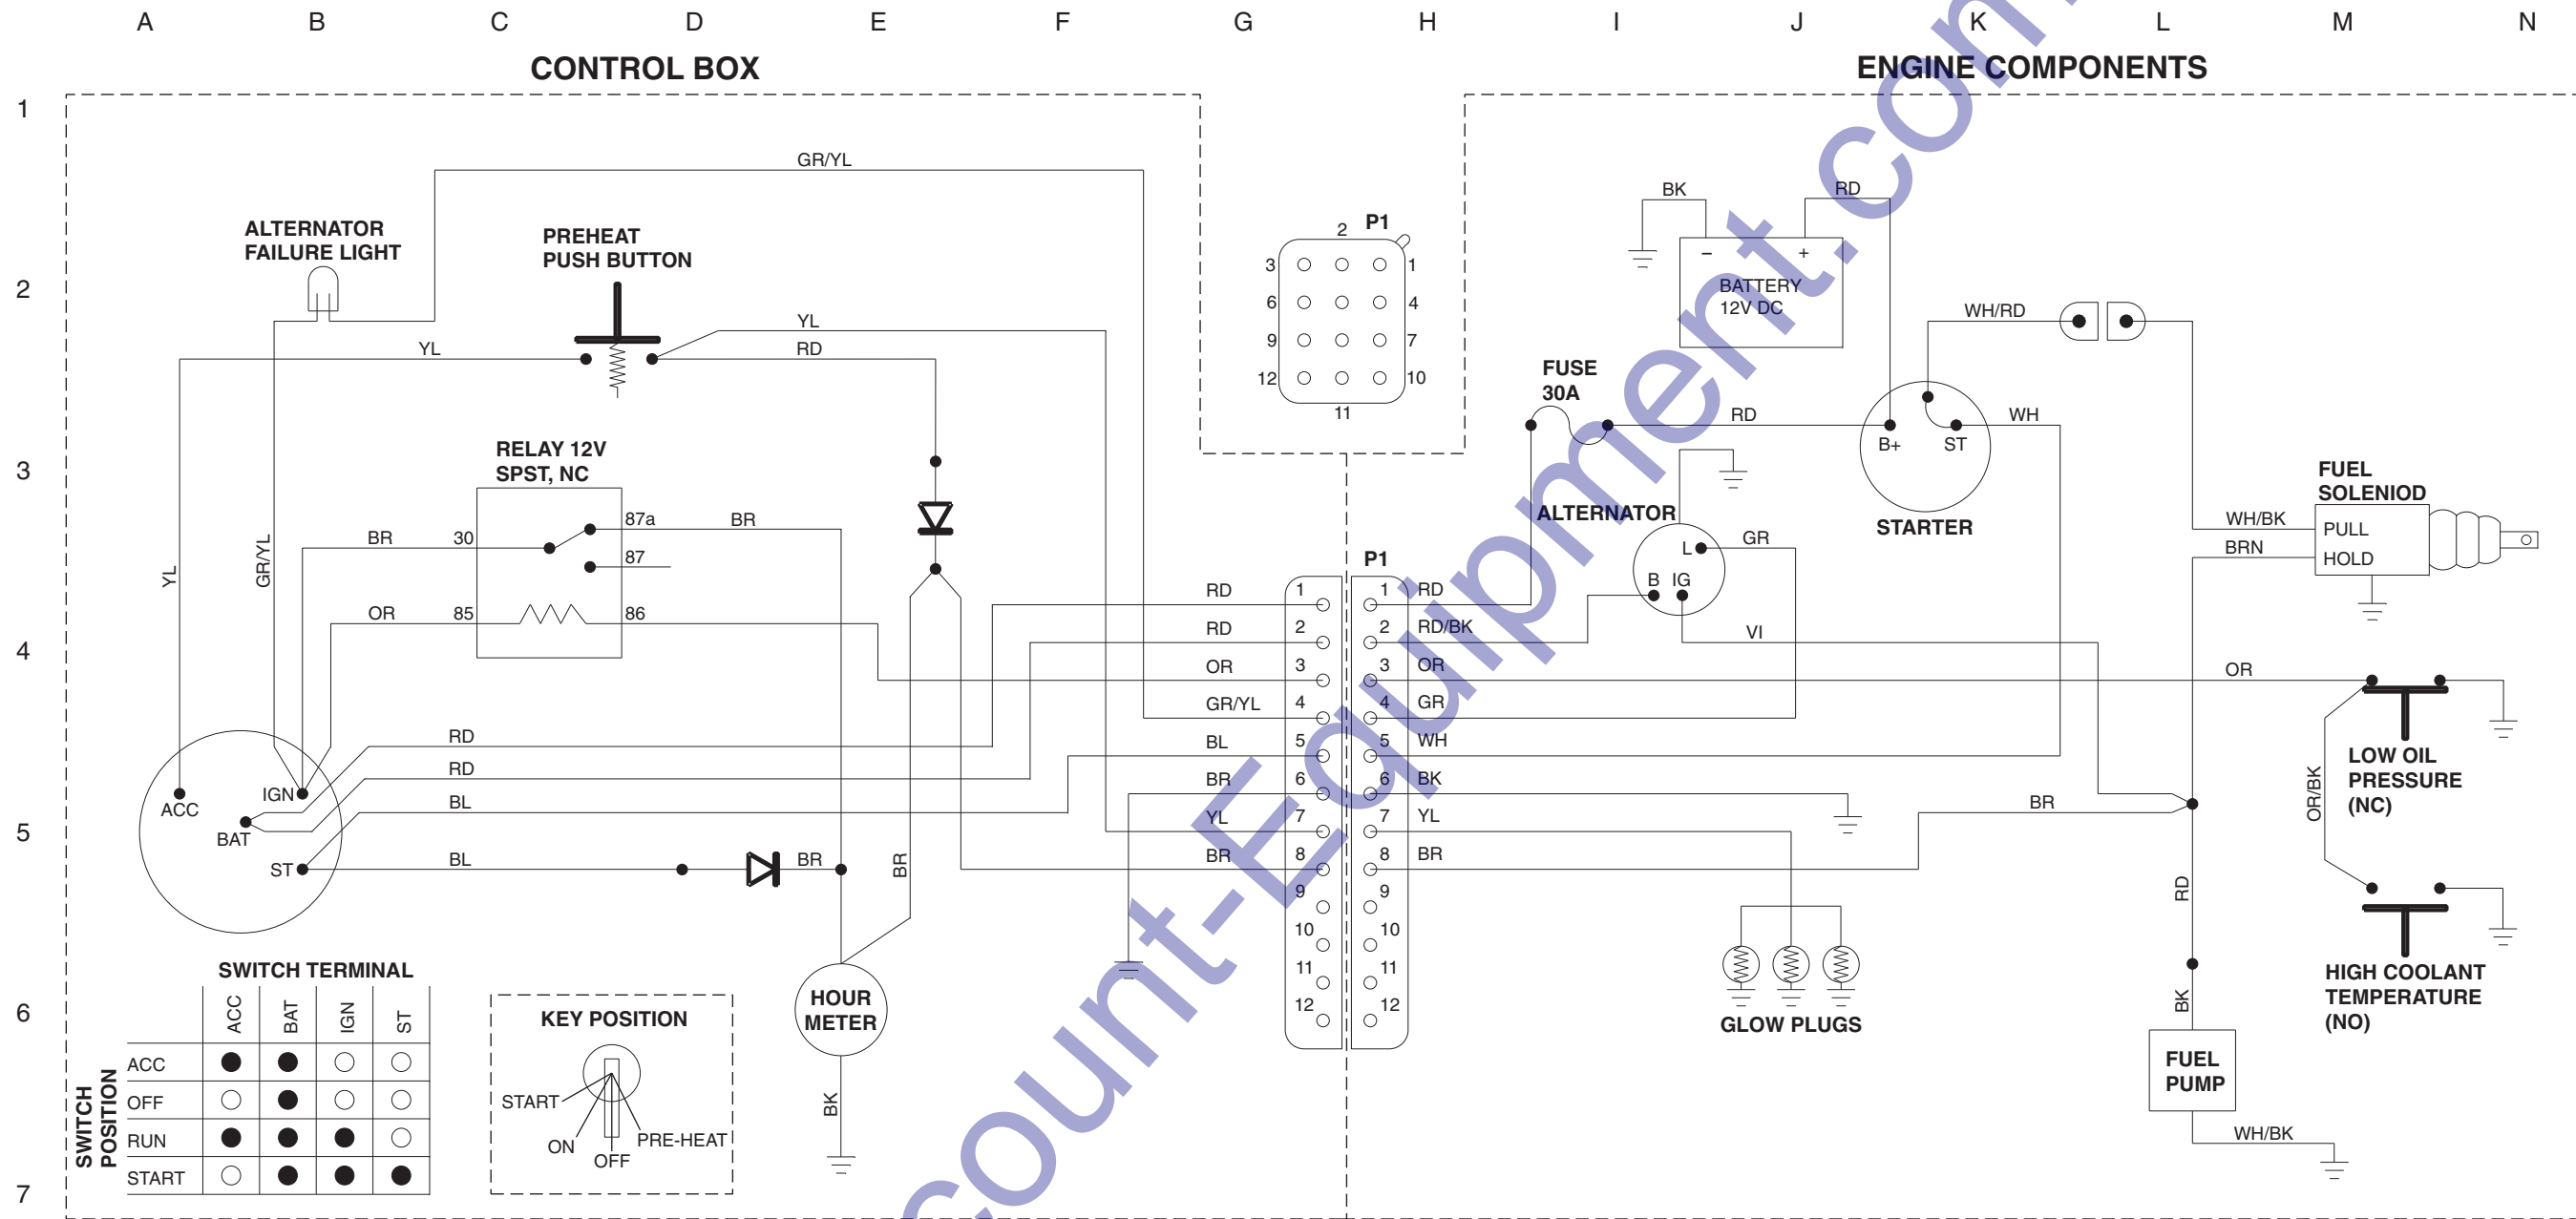 A B C D E F G H I J K L M N
CONTROL BOX
ENGINE COMPONENTS
1
2
3
4
5
6
7
GR/YL
ALTERNATOR
FAILURE LIGHT
PREHEAT
PUSH BUTTON
YL
YL
RD
YL
GR/YL
RELAY 12V
SPST, NC
BR
30
87a
BR
87
OR
85
86
RD
RD
BL
BL
BR
BR
ACC
IGN
BAT
ST
SWITCH TERMINAL
ACC BAT IGN ST
SWITCH
POSITION
ACC
OFF
RUN
START
KEY POSITION
START
ON
OFF
PRE-HEAT
HOUR
METER
BK
P1
2
3 1
6 4
9 7
12 10
11
P1
RD 1 1 RD
RD 2 2 RD/BK
OR 3 3 OR
GR/YL 4 4 GR
BL 5 5 WH
BR 6 6 BK
YL 7 7 YL
BR 8 8 BR
9 9
10 10
11 11
12 12
BK
RD
− +
BATTERY
12V DC
FUSE
30A
RD
WH/RD
B+ ST
WH
STARTER
ALTERNATOR
L
GR
B IG
VI
FUEL
SOLENIOD
WH/BK
PULL
BRN
HOLD
OR
LOW OIL
PRESSURE
(NC)
OR/BK
BR
RD
HIGH COOLANT
TEMPERATURE
(NO)
GLOW PLUGS
BK
FUEL
PUMP
WH/BK
count-Equipment.com